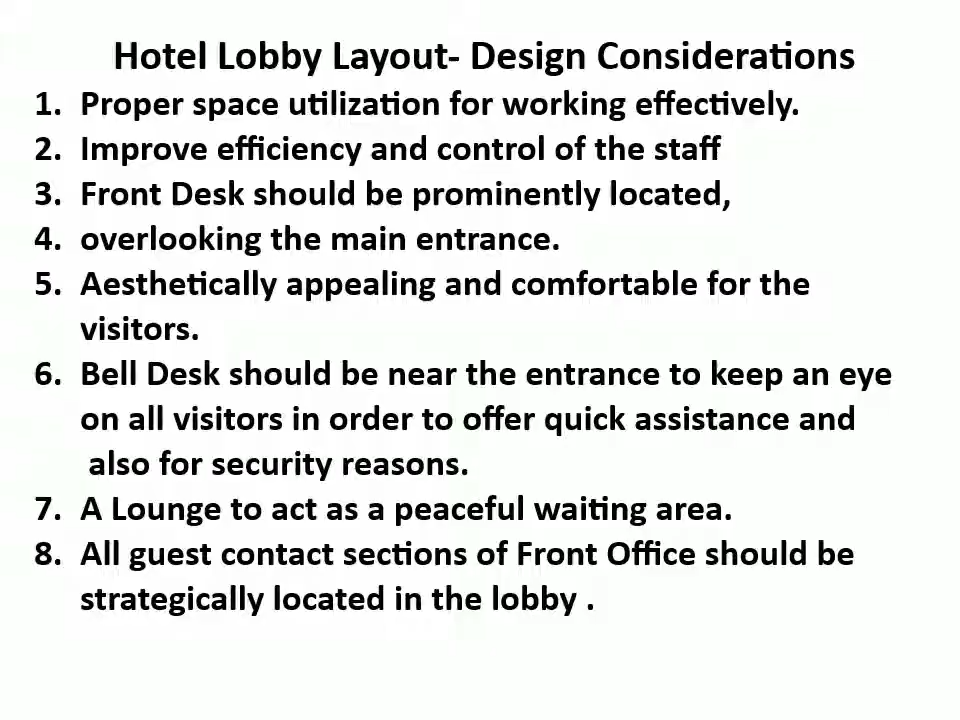 Hotel Lobby Layout- Design Considerations
1. Proper space utilization for working effectively.
2. Improve efficiency and control of the staff
3. Front Desk should be prominently located,
4. overlooking the main entrance.
5. Aesthetically appealing and comfortable for the
visitors.
6. Bell Desk should be near the entrance to keep an eye
on all visitors in order to offer quick assistance and
also for security reasons.
7. A Lounge to act as a peaceful waiting area.
8. All guest contact sections of Front Office should be
strategically located in the lobby .